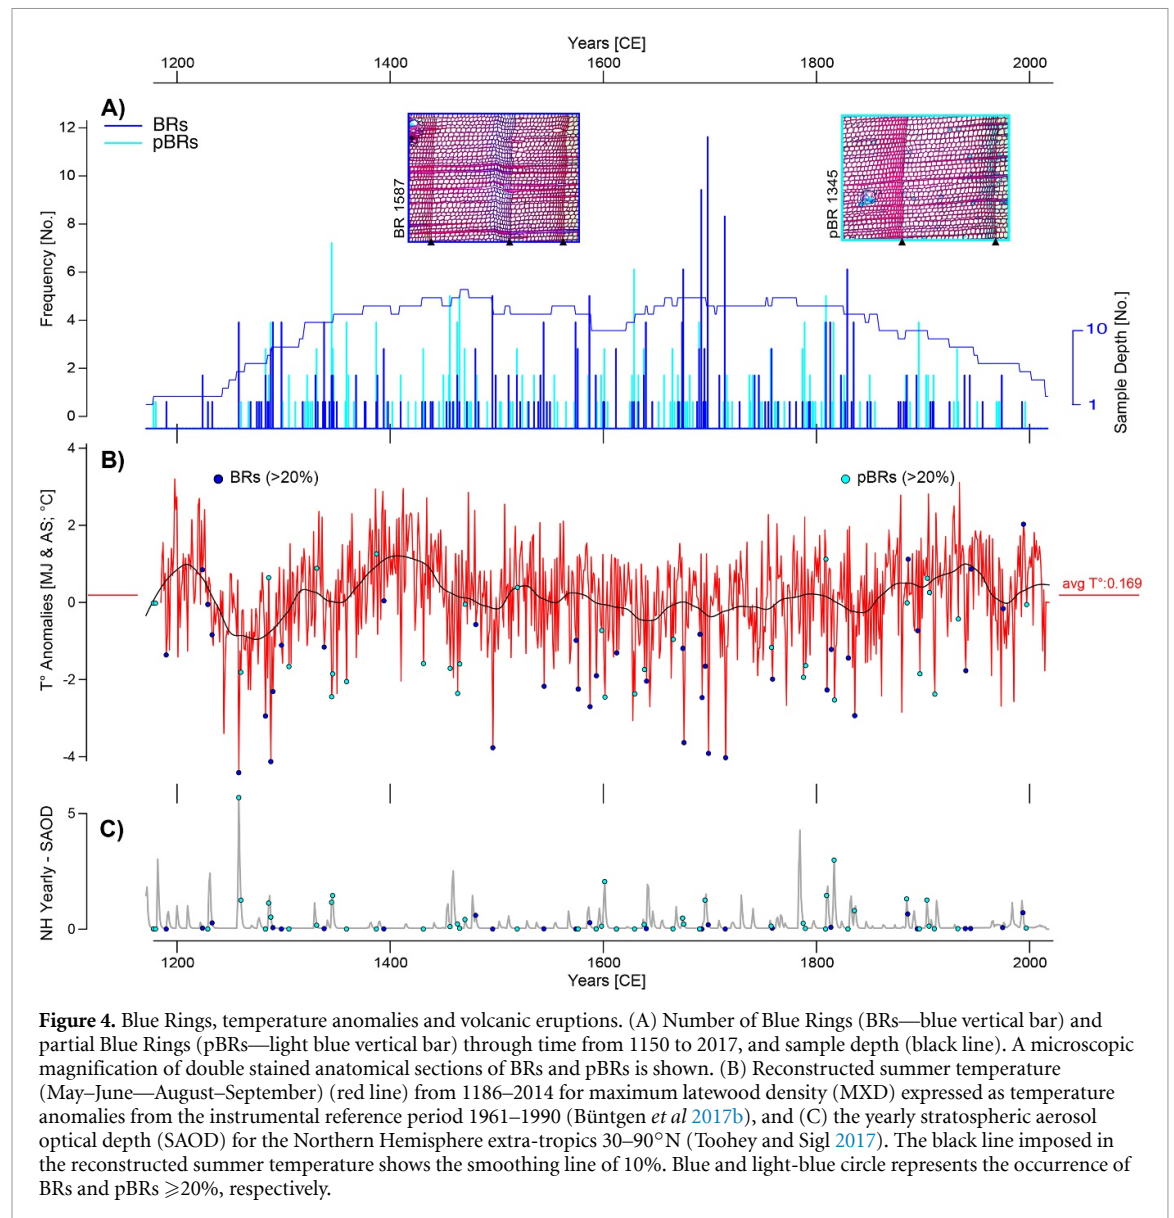 Years [CE]
1200 1400 1600 1800 2000
A)
BRs
pBRs
12
10
8
6
4
2
0
Frequency [No.]
BR 1587
pBR 1345
10
1
Sample Depth [No.]
B)
BRs (>20%)
pBRs (>20%)
4
2
0
-2
-4
T° Anomalies [MJ & AS; °C]
avg T°:0.169
C)
5
0
NH Yearly - SAOD
1200 1400 1600 1800 2000
Years [CE]
Figure 4. Blue Rings, temperature anomalies and volcanic eruptions. (A) Number of Blue Rings (BRs—blue vertical bar) and
partial Blue Rings (pBRs—light blue vertical bar) through time from 1150 to 2017, and sample depth (black line). A microscopic
magnification of double stained anatomical sections of BRs and pBRs is shown. (B) Reconstructed summer temperature
(May–June—August–September) (red line) from 1186–2014 for maximum latewood density (MXD) expressed as temperature
anomalies from the instrumental reference period 1961–1990 (Büntgen et al 2017b), and (C) the yearly stratospheric aerosol
optical depth (SAOD) for the Northern Hemisphere extra-tropics 30–90°N (Toohey and Sigl 2017). The black line imposed in
the reconstructed summer temperature shows the smoothing line of 10%. Blue and light-blue circle represents the occurrence of
BRs and pBRs ⩾20%, respectively.